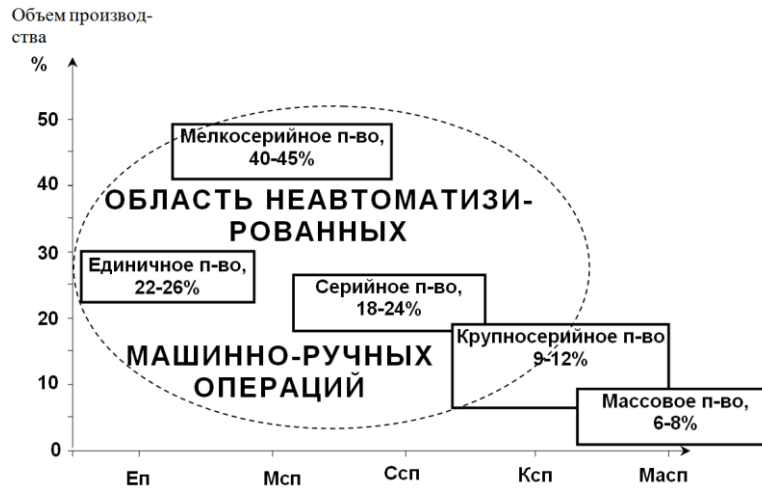 Объем производ-
ства
%
50
40
30
20
10
0
Мелкосерийное п-во,
40-45%
ОБЛАСТЬ НЕАВТОМАТИЗИ-
РОВАННЫХ
Единичное п-во,
22-26%
Серийное п-во,
18-24%
МАШИННО-РУЧНЫХ
ОПЕРАЦИЙ
Крупносерийное п-во
9-12%
Массовое п-во,
6-8%
Еп
Мсп
Ссп
Ксп
Масп